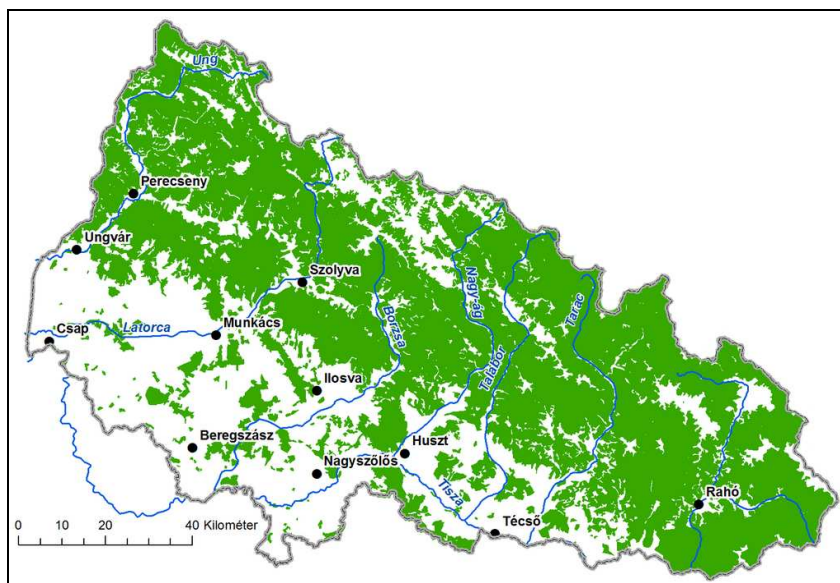 Ung
Perecseny
Ungvár
Szolyva
Nagy-ág
Borzsa
Tarac
Csap
Latorca
Munkács
Talabor
Ilosva
Beregszász
Huszt
Nagyszőlős
Tisza
Rahó
Técső
0 10 20 40 Kilométer